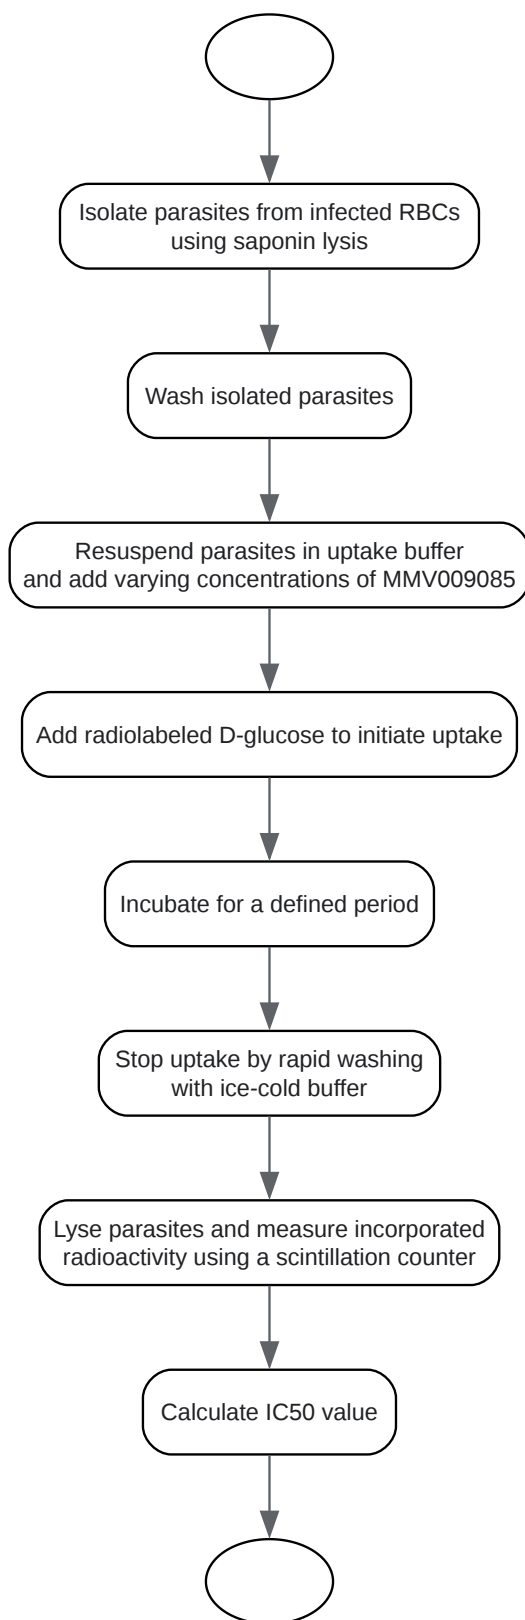 Isolate parasites from infected RBCs
using saponin lysis
Wash isolated parasites
Resuspend parasites in uptake buffer
and add varying concentrations of MMV009085
Add radiolabeled D-glucose to initiate uptake
Incubate for a defined period
Stop uptake by rapid washing
with ice-cold buffer
Lyse parasites and measure incorporated
radioactivity using a scintillation counter
Calculate IC50 value